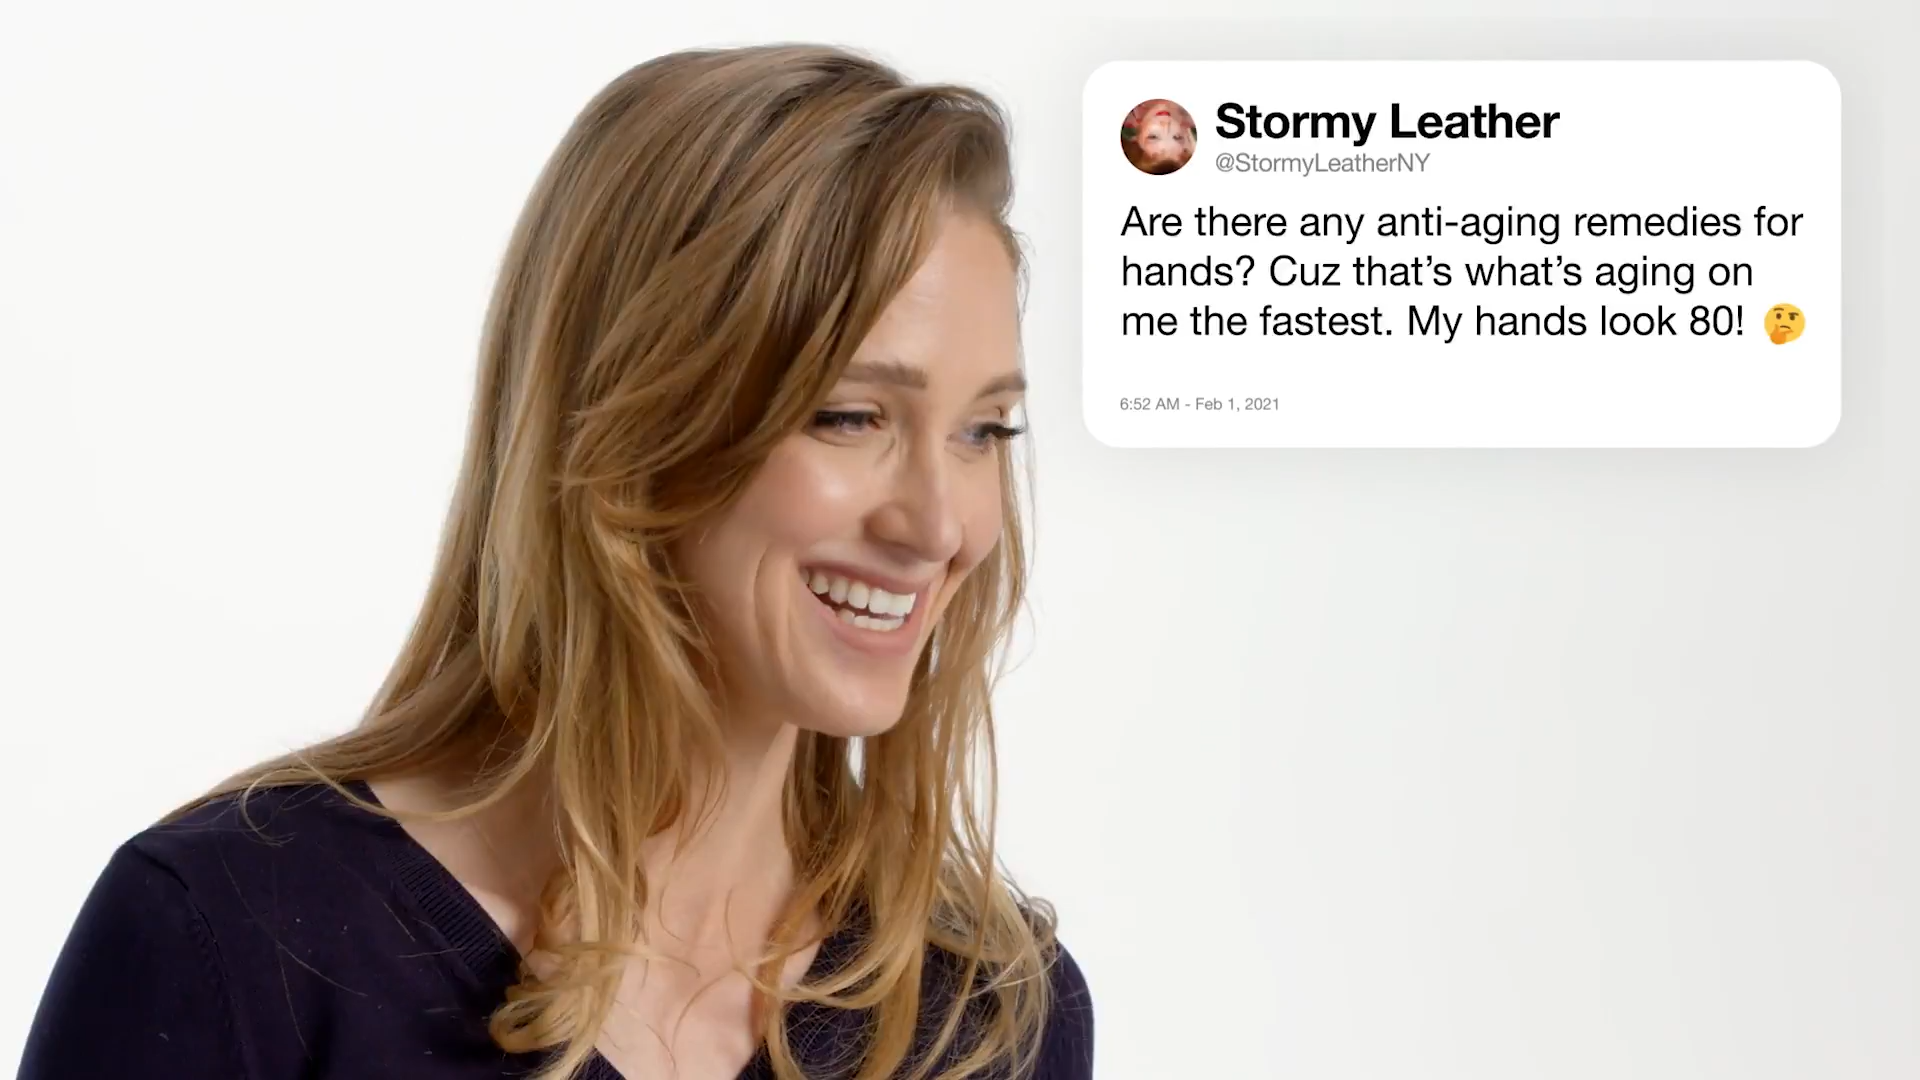 Stormy Leather
@StormyLeatherNY
Are there any anti-aging remedies for
hands? Cuz that’s what’s aging on
me the fastest. My hands look 80! 🤔
6:52 AM - Feb 1, 2021